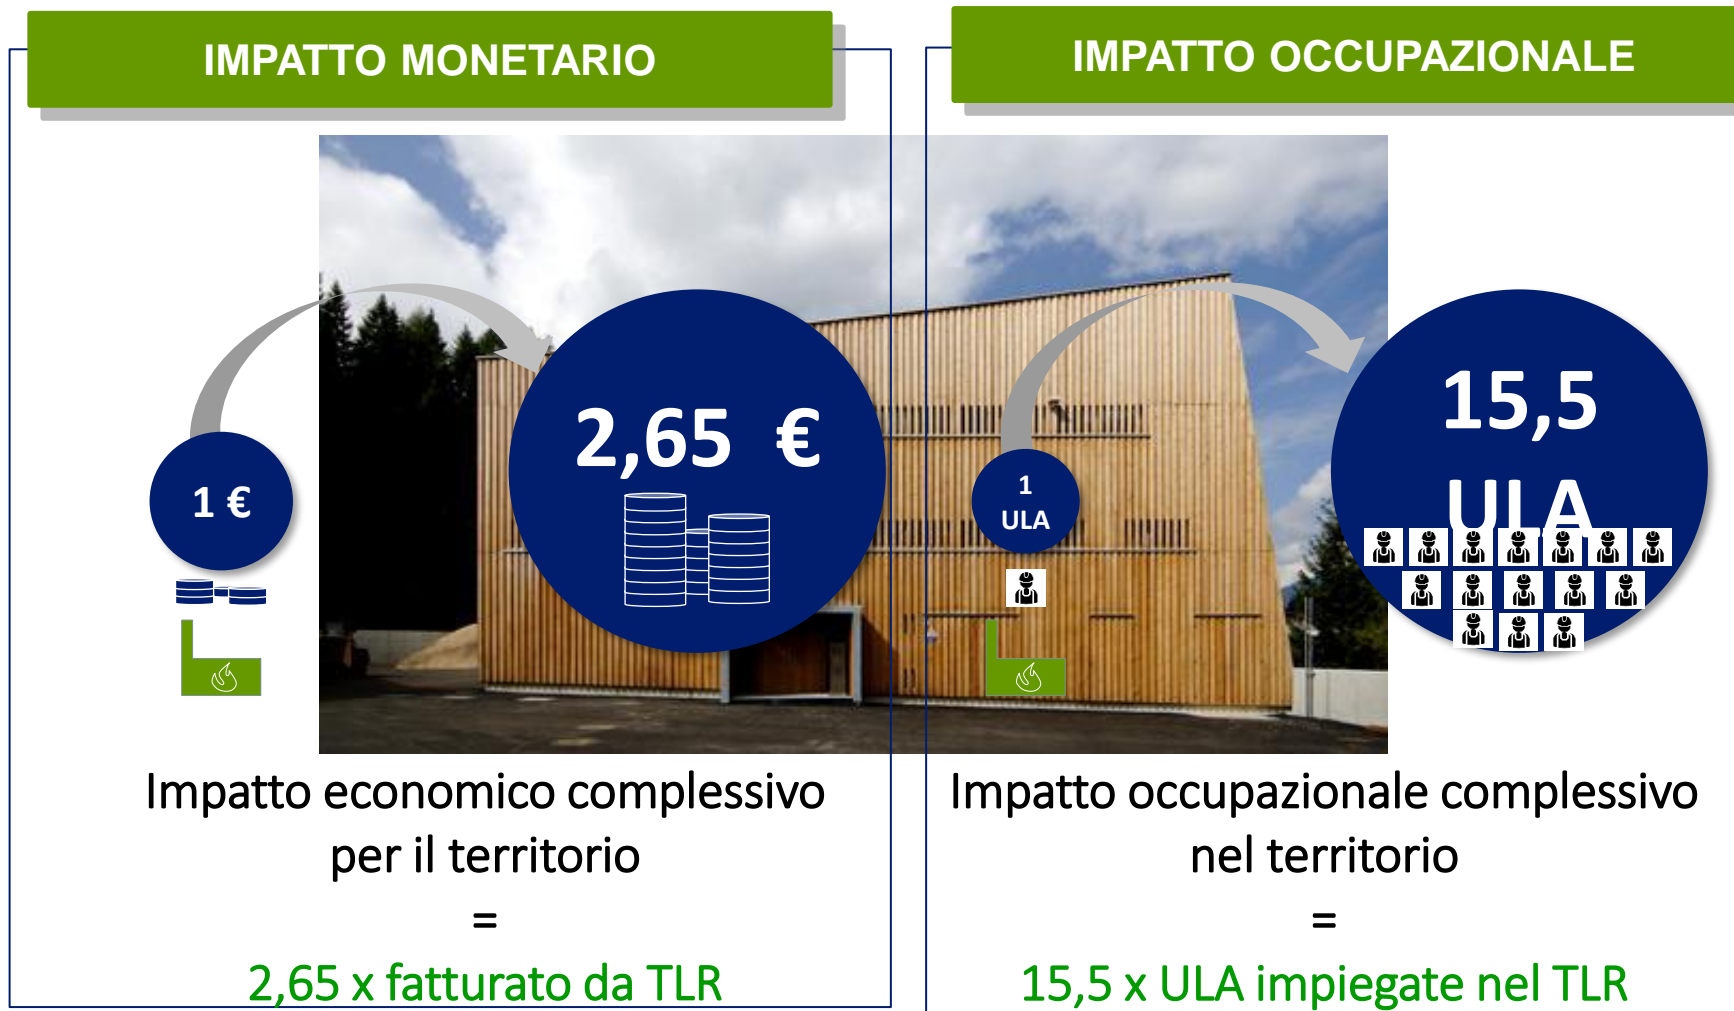 IMPATTO MONETARIO
1 €
2,65 €
Impatto economico complessivo
per il territorio
=
2,65 x fatturato da TLR
IMPATTO OCCUPAZIONALE
1
ULA
15,5
ULA
Impatto occupazionale complessivo
nel territorio
=
15,5 x ULA impiegate nel TLR